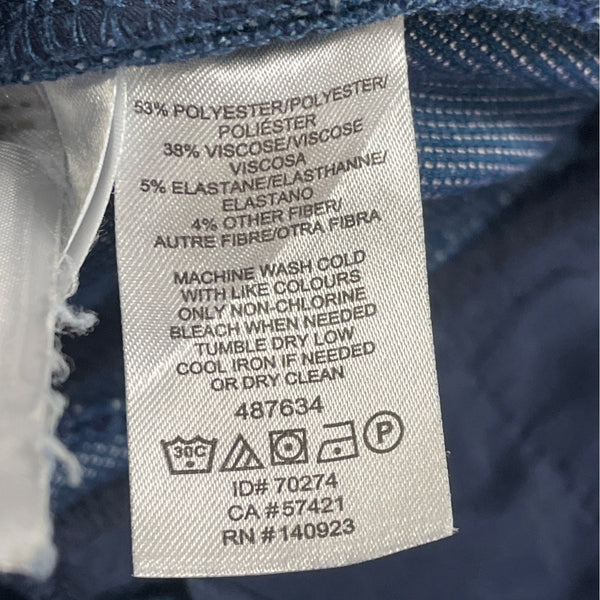 53% POLYESTER/POLYESTER/
POLIÉSTER
38% VISCOSE/VISCOSE
VISCOSA
5% ELASTANE/ELASTHANNE/
ELASTANO
4% OTHER FIBER/
AUTRE FIBRE/OTRA FIBRA
MACHINE WASH COLD
WITH LIKE COLOURS
ONLY NON-CHLORINE
BLEACH WHEN NEEDED
TUMBLE DRY LOW
COOL IRON IF NEEDED
OR DRY CLEAN
487634
30C P
ID# 70274
CA #57421
RN #140923